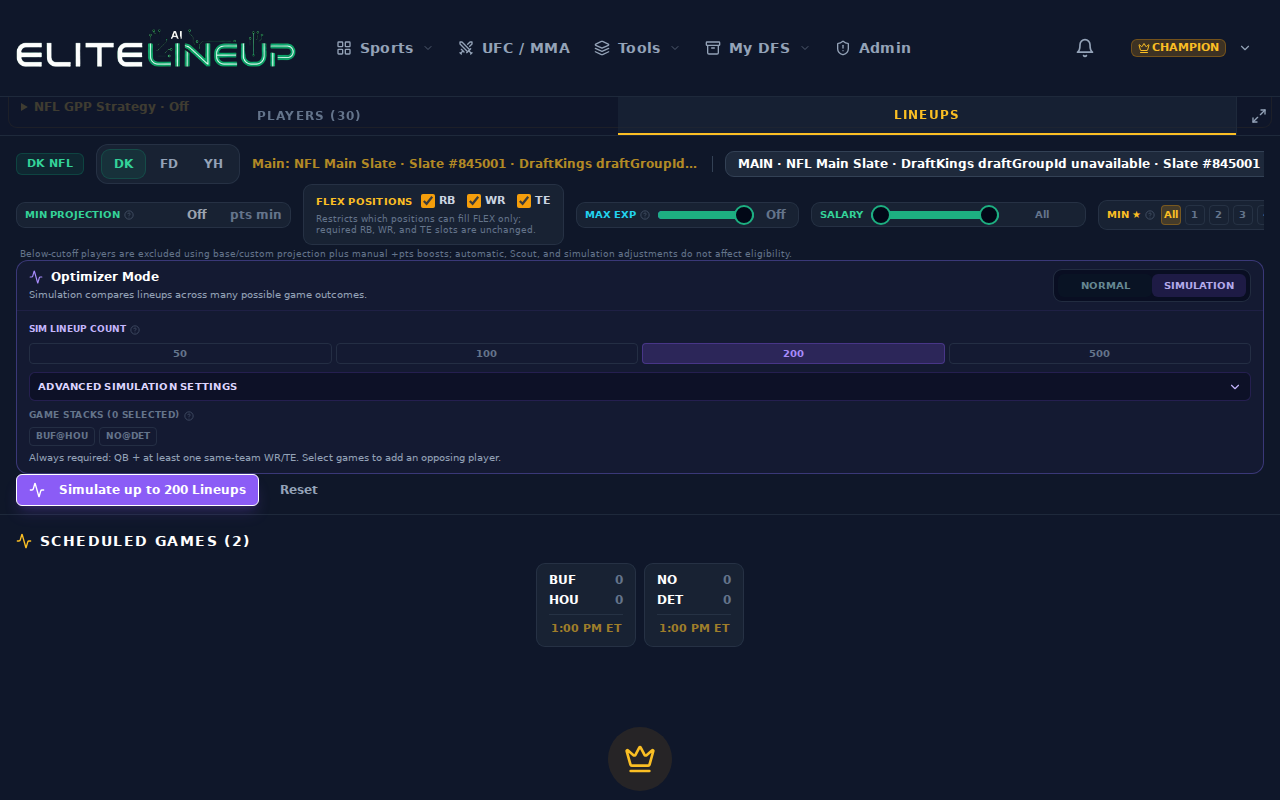 ELITELINEUP AI
Sports
UFC / MMA
Tools
My DFS
Admin
CHAMPION
NFL GPP Strategy · Off
PLAYERS (30)
LINEUPS
DK NFL
DK FD YH
Main: NFL Main Slate · Slate #845001 · DraftKings draftGroupId…
MAIN · NFL Main Slate · DraftKings draftGroupId unavailable · Slate #845001
MIN PROJECTION Off pts min
FLEX POSITIONS RB WR TE
Restricts which positions can fill FLEX only;
required RB, WR, and TE slots are unchanged.
MAX EXP Off
SALARY All
MIN ★ All 1 2 3
Below-cutoff players are excluded using base/custom projection plus manual +pts boosts; automatic, Scout, and simulation adjustments do not affect eligibility.
Optimizer Mode
Simulation compares lineups across many possible game outcomes.
NORMAL SIMULATION
SIM LINEUP COUNT
50 100 200 500
ADVANCED SIMULATION SETTINGS
GAME STACKS (0 SELECTED)
BUF@HOU NO@DET
Always required: QB + at least one same-team WR/TE. Select games to add an opposing player.
Simulate up to 200 Lineups
Reset
SCHEDULED GAMES (2)
BUF 0
HOU 0
1:00 PM ET
NO 0
DET 0
1:00 PM ET